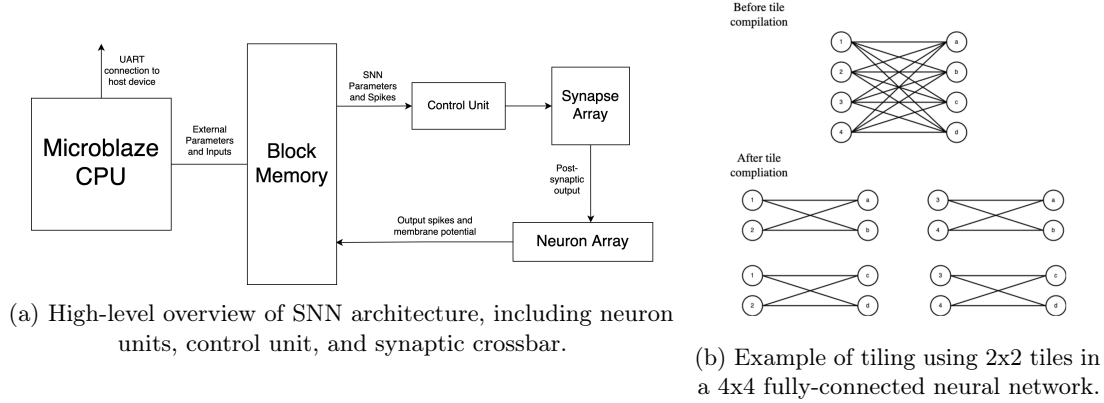 UART
connection to
host device
Microblaze
CPU
External
Parameters
and Inputs
Block
Memory
SNN
Parameters
and Spikes
Control Unit
Synapse
Array
Post-
synaptic
output
Neuron Array
Output spikes and
membrane potential
(a) High-level overview of SNN architecture, including neuron
units, control unit, and synaptic crossbar.
Before tile
compilation
1 a
2 b
3 c
4 d
After tile
compliation
1 a 3 a
2 b 4 b
1 c 3 c
2 d 4 d
(b) Example of tiling using 2x2 tiles in
a 4x4 fully-connected neural network.